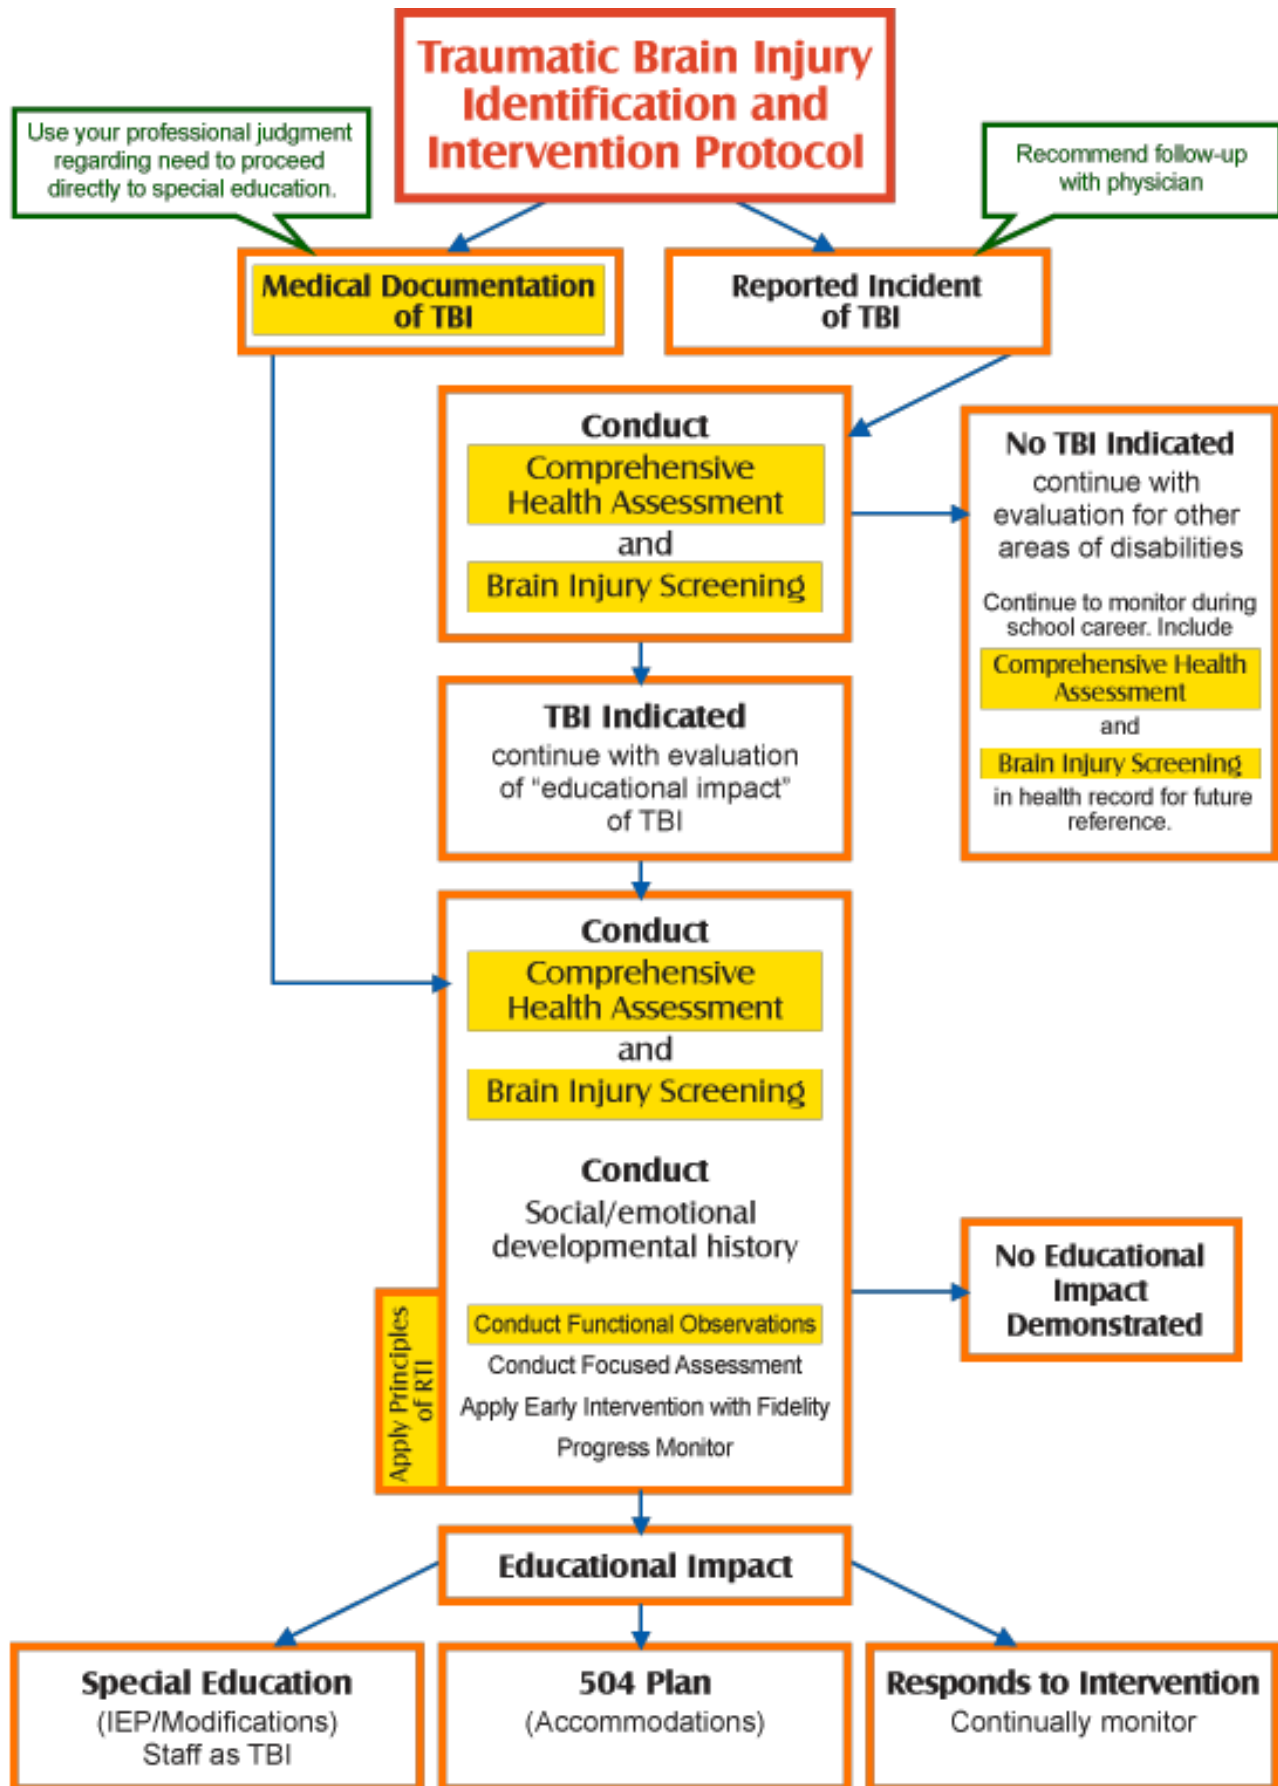 Traumatic Brain Injury
Identification and
Intervention Protocol
Use your professional judgment
regarding need to proceed
directly to special education.
Recommend follow-up
with physician
Medical Documentation
of TBI
Reported Incident
of TBI
Conduct
Comprehensive
Health Assessment
and
Brain Injury Screening
No TBI Indicated
continue with
evaluation for other
areas of disabilities
Continue to monitor during
school career. Include
Comprehensive Health
Assessment
and
Brain Injury Screening
in health record for future
reference.
TBI Indicated
continue with evaluation
of “educational impact”
of TBI
Conduct
Comprehensive
Health Assessment
and
Brain Injury Screening
Conduct
Social/emotional
developmental history
Apply Principles
of RTI
Conduct Functional Observations
Conduct Focused Assessment
Apply Early Intervention with Fidelity
Progress Monitor
No Educational
Impact
Demonstrated
Educational Impact
Special Education
(IEP/Modifications)
Staff as TBI
504 Plan
(Accommodations)
Responds to Intervention
Continually monitor